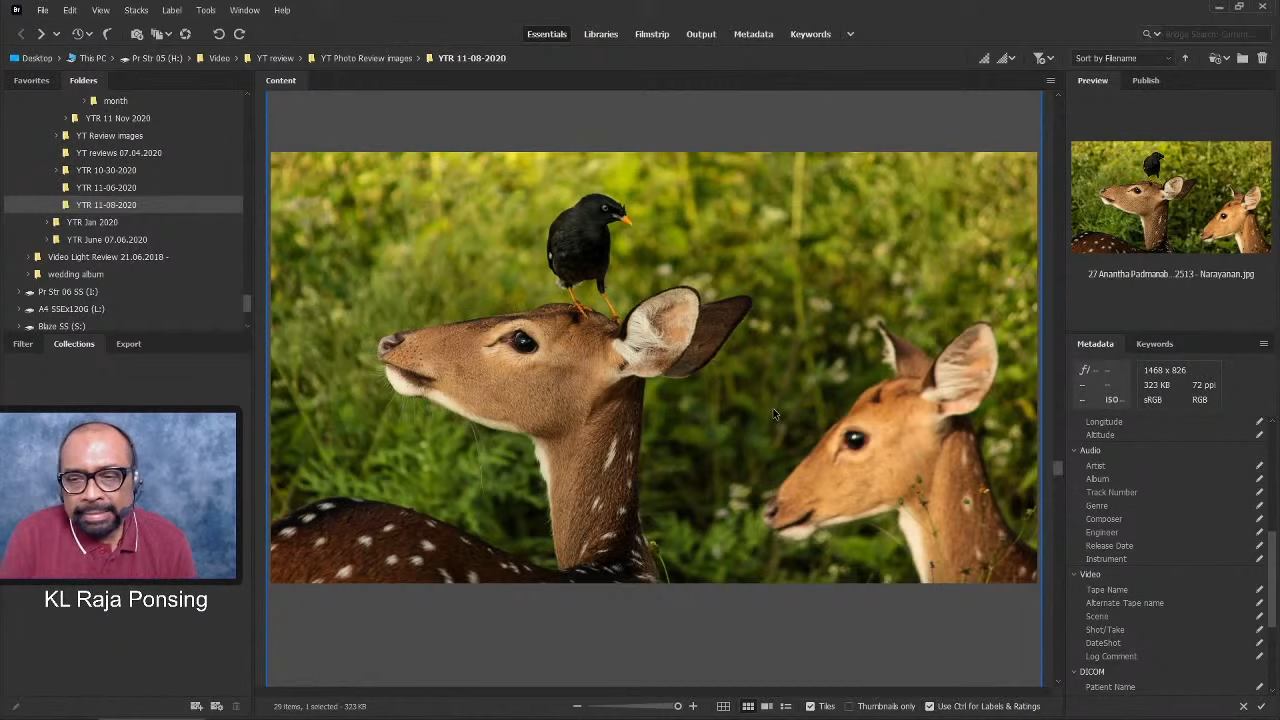 Br File Edit View Stacks Label Tools Window Help
Essentials Libraries Filmstrip Output Metadata Keywords
Bridge Search: Current...
Desktop This PC Pr Str 05 (H:) Video YT review YT Photo Review images YTR 11-08-2020
Sort by Filename
Favorites Folders
month
YTR 11 Nov 2020
YT Review images
YT reviews 07.04.2020
YTR 10-30-2020
YTR 11-06-2020
YTR 11-08-2020
YTR Jan 2020
YTR June 07.06.2020
Video Light Review 21.06.2018 -
wedding album
Pr Str 06 SS (I:)
A4 SSEx120G (L:)
Blaze SS (S:)
Filter Collections Export
KL Raja Ponsing
Content
29 items, 1 selected - 323 KB
Tiles Thumbnails only Use Ctrl for Labels & Ratings
Preview Publish
27 Anantha Padmanab...2513 - Narayanan.jpg
Metadata Keywords
f/ -- --
-- --
-- ISO --
1468 x 826
323 KB 72 ppi
sRGB RGB
Longitude
Altitude
Audio
Artist
Album
Track Number
Genre
Composer
Engineer
Release Date
Instrument
Video
Tape Name
Alternate Tape name
Scene
Shot/Take
DateShot
Log Comment
DICOM
Patient Name